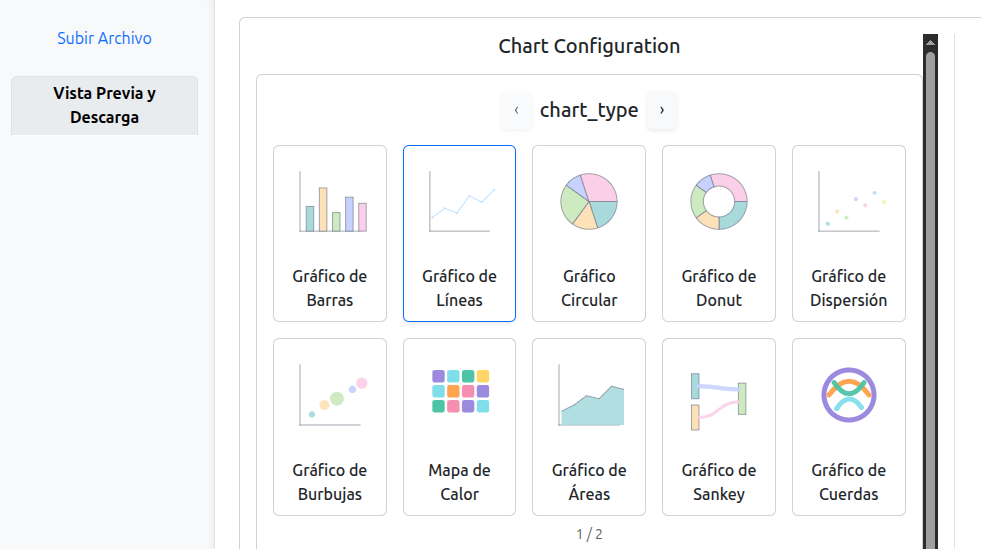 Subir Archivo
Vista Previa y
Descarga
Chart Configuration
‹ chart_type ›
Gráfico de
Barras
Gráfico de
Líneas
Gráfico
Circular
Gráfico de
Donut
Gráfico de
Dispersión
Gráfico de
Burbujas
Mapa de
Calor
Gráfico de
Áreas
Gráfico de
Sankey
Gráfico de
Cuerdas
1 / 2